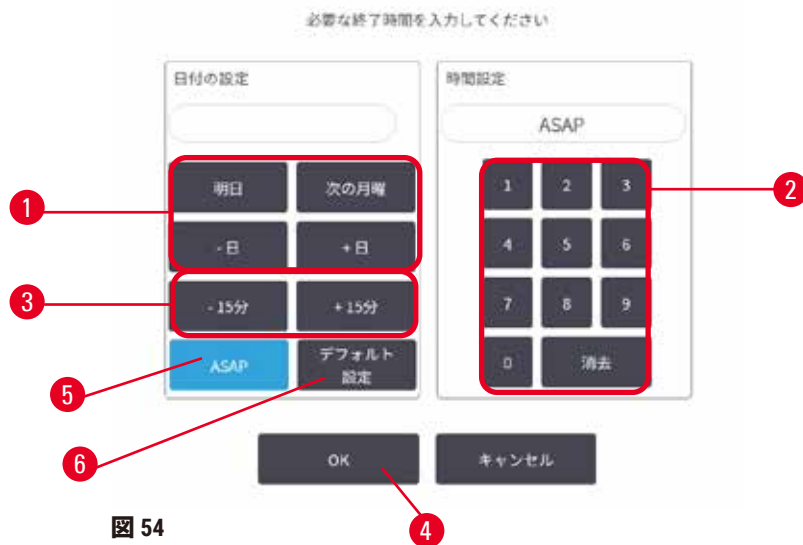 必要な終了時間を入力してください
日付の設定
時間設定
ASAP
明日
次の月曜
1
2
3
1
2
- 日
+ 日
4
5
6
3
- 15分
+ 15分
7
8
9
ASAP
デフォルト
設定
0
消去
5
6
OK
キャンセル
4
図 54